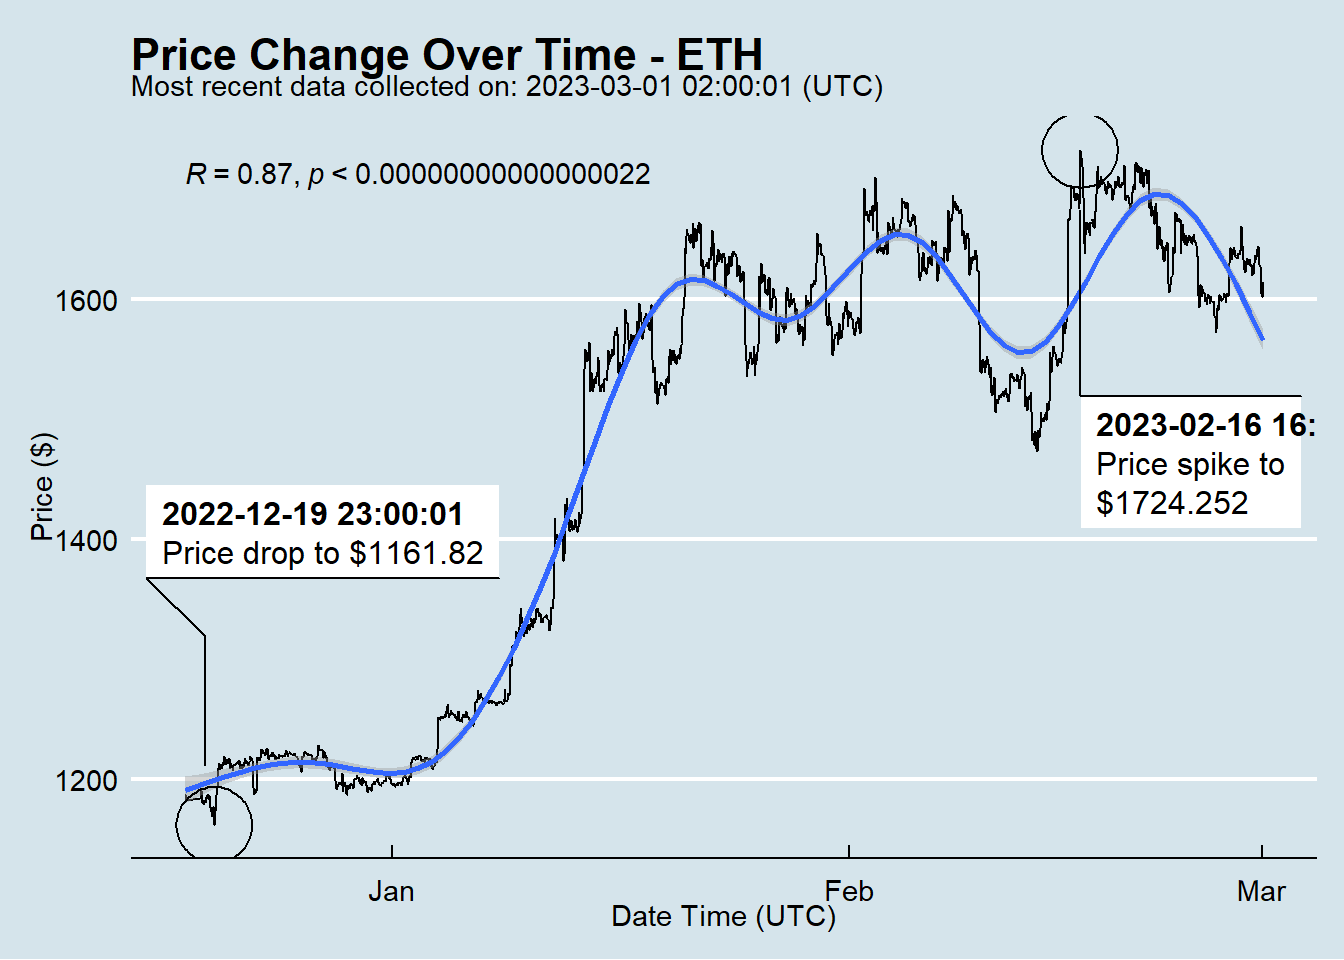 Price Change Over Time - ETH
Most recent data collected on: 2023-03-01 02:00:01 (UTC)
R = 0.87, p < 0.00000000000000022
1600
2023-02-16 16:
Price spike to
$1724.252
Price ($)
2022-12-19 23:00:01
Price drop to $1161.82
1400
1200
Jan
Feb
Mar
Date Time (UTC)